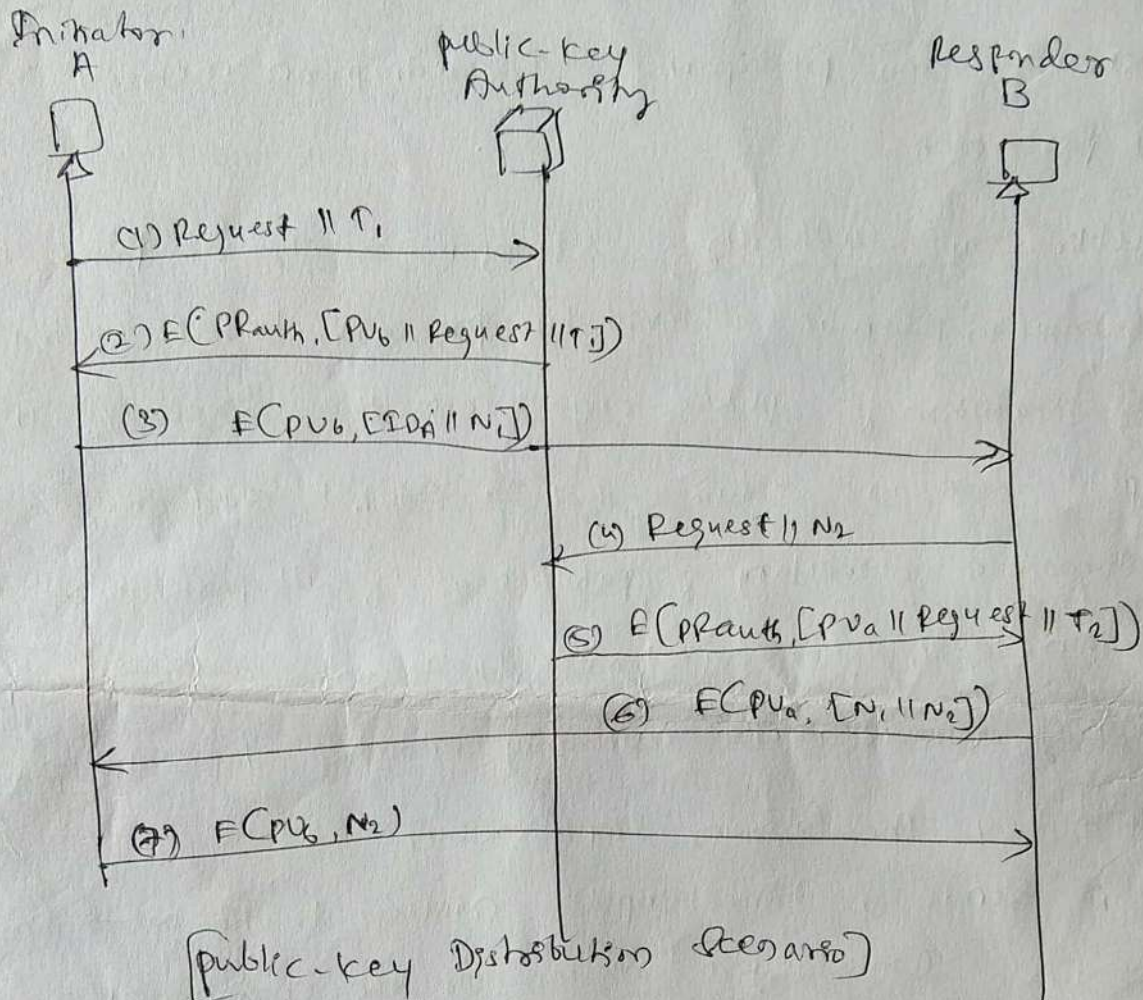 Initiator.
A
public-key
Authority
Responder
B
(1) Request || T1
(2) E(PRauth, [PUb || Request || T1])
(3) E(PUb, [IDA || N1])
(4) Request || N2
(5) E(PRauth, [PUa || Request || T2])
(6) E(PUa, [N1 || N2])
(7) E(PUb, N2)
[public-key Distribution Scenario]